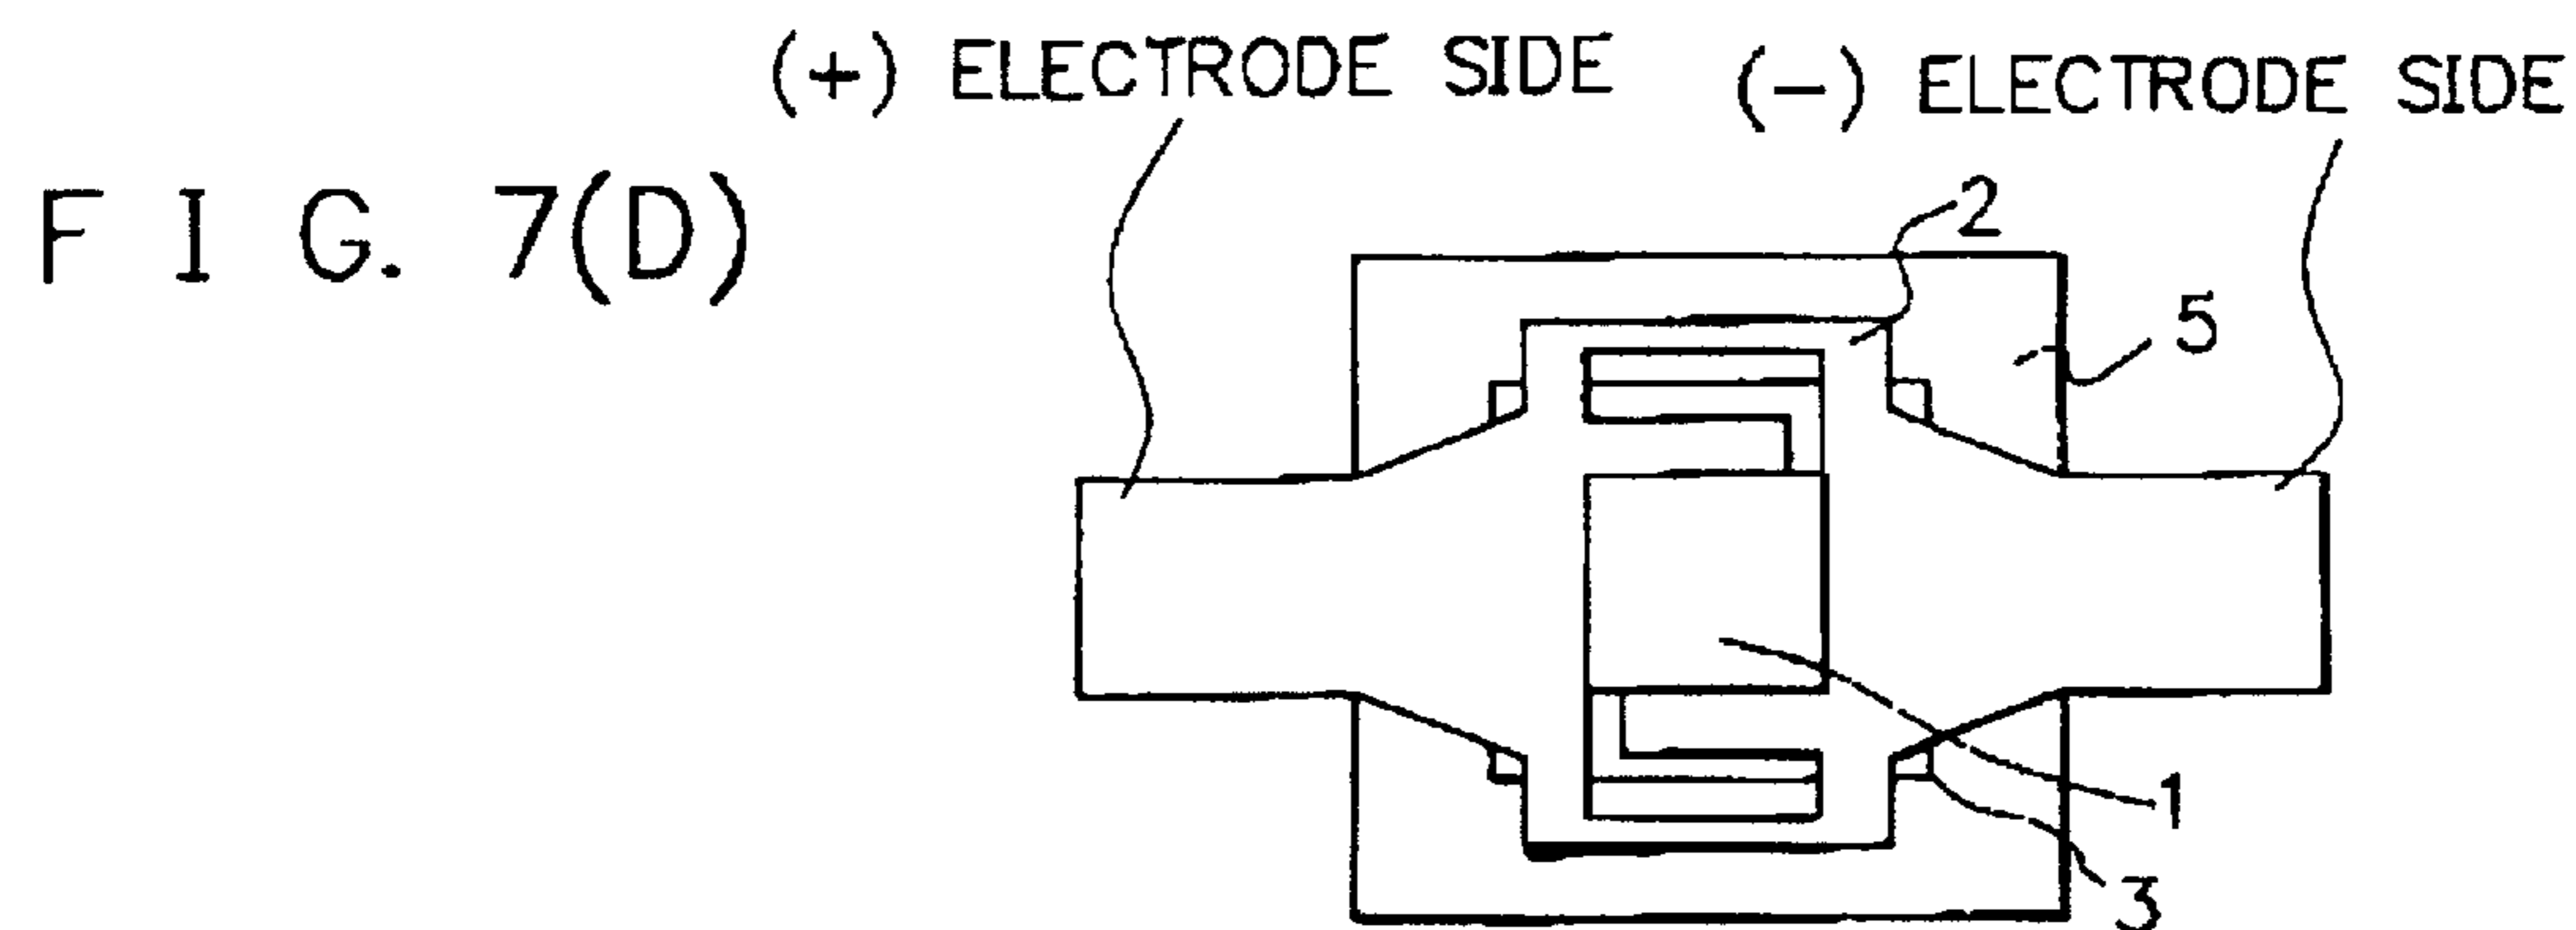 (+) ELECTRODE SIDE (-) ELECTRODE SIDE
F I G. 7(D)
2
5
1
3